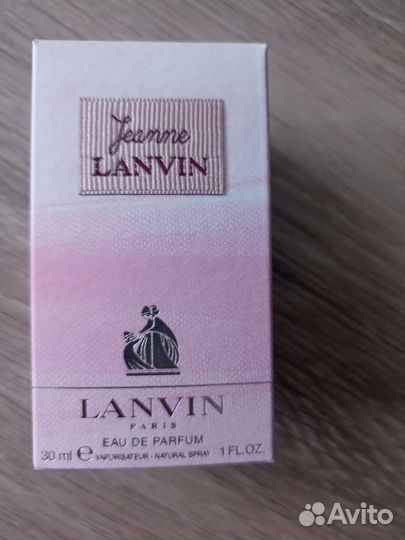 Jeanne
LANVIN
LANVIN
PARIS
EAU DE PARFUM
30 ml e VAPORISATEUR - NATURAL SPRAY 1 FL.OZ.
Avito